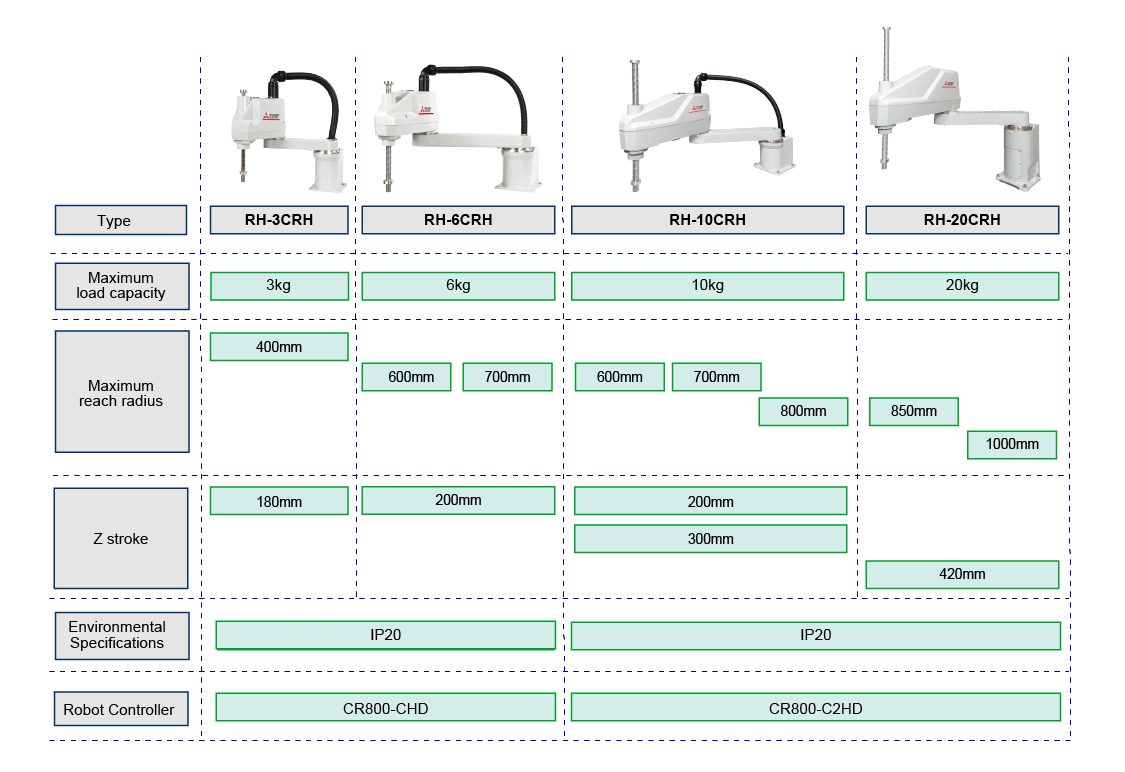 Type
RH-3CRH
RH-6CRH
RH-10CRH
RH-20CRH
Maximum
load capacity
3kg
6kg
10kg
20kg
Maximum
reach radius
400mm
600mm
700mm
600mm
700mm
800mm
850mm
1000mm
Z stroke
180mm
200mm
200mm
300mm
420mm
Environmental
Specifications
IP20
IP20
Robot Controller
CR800-CHD
CR800-C2HD